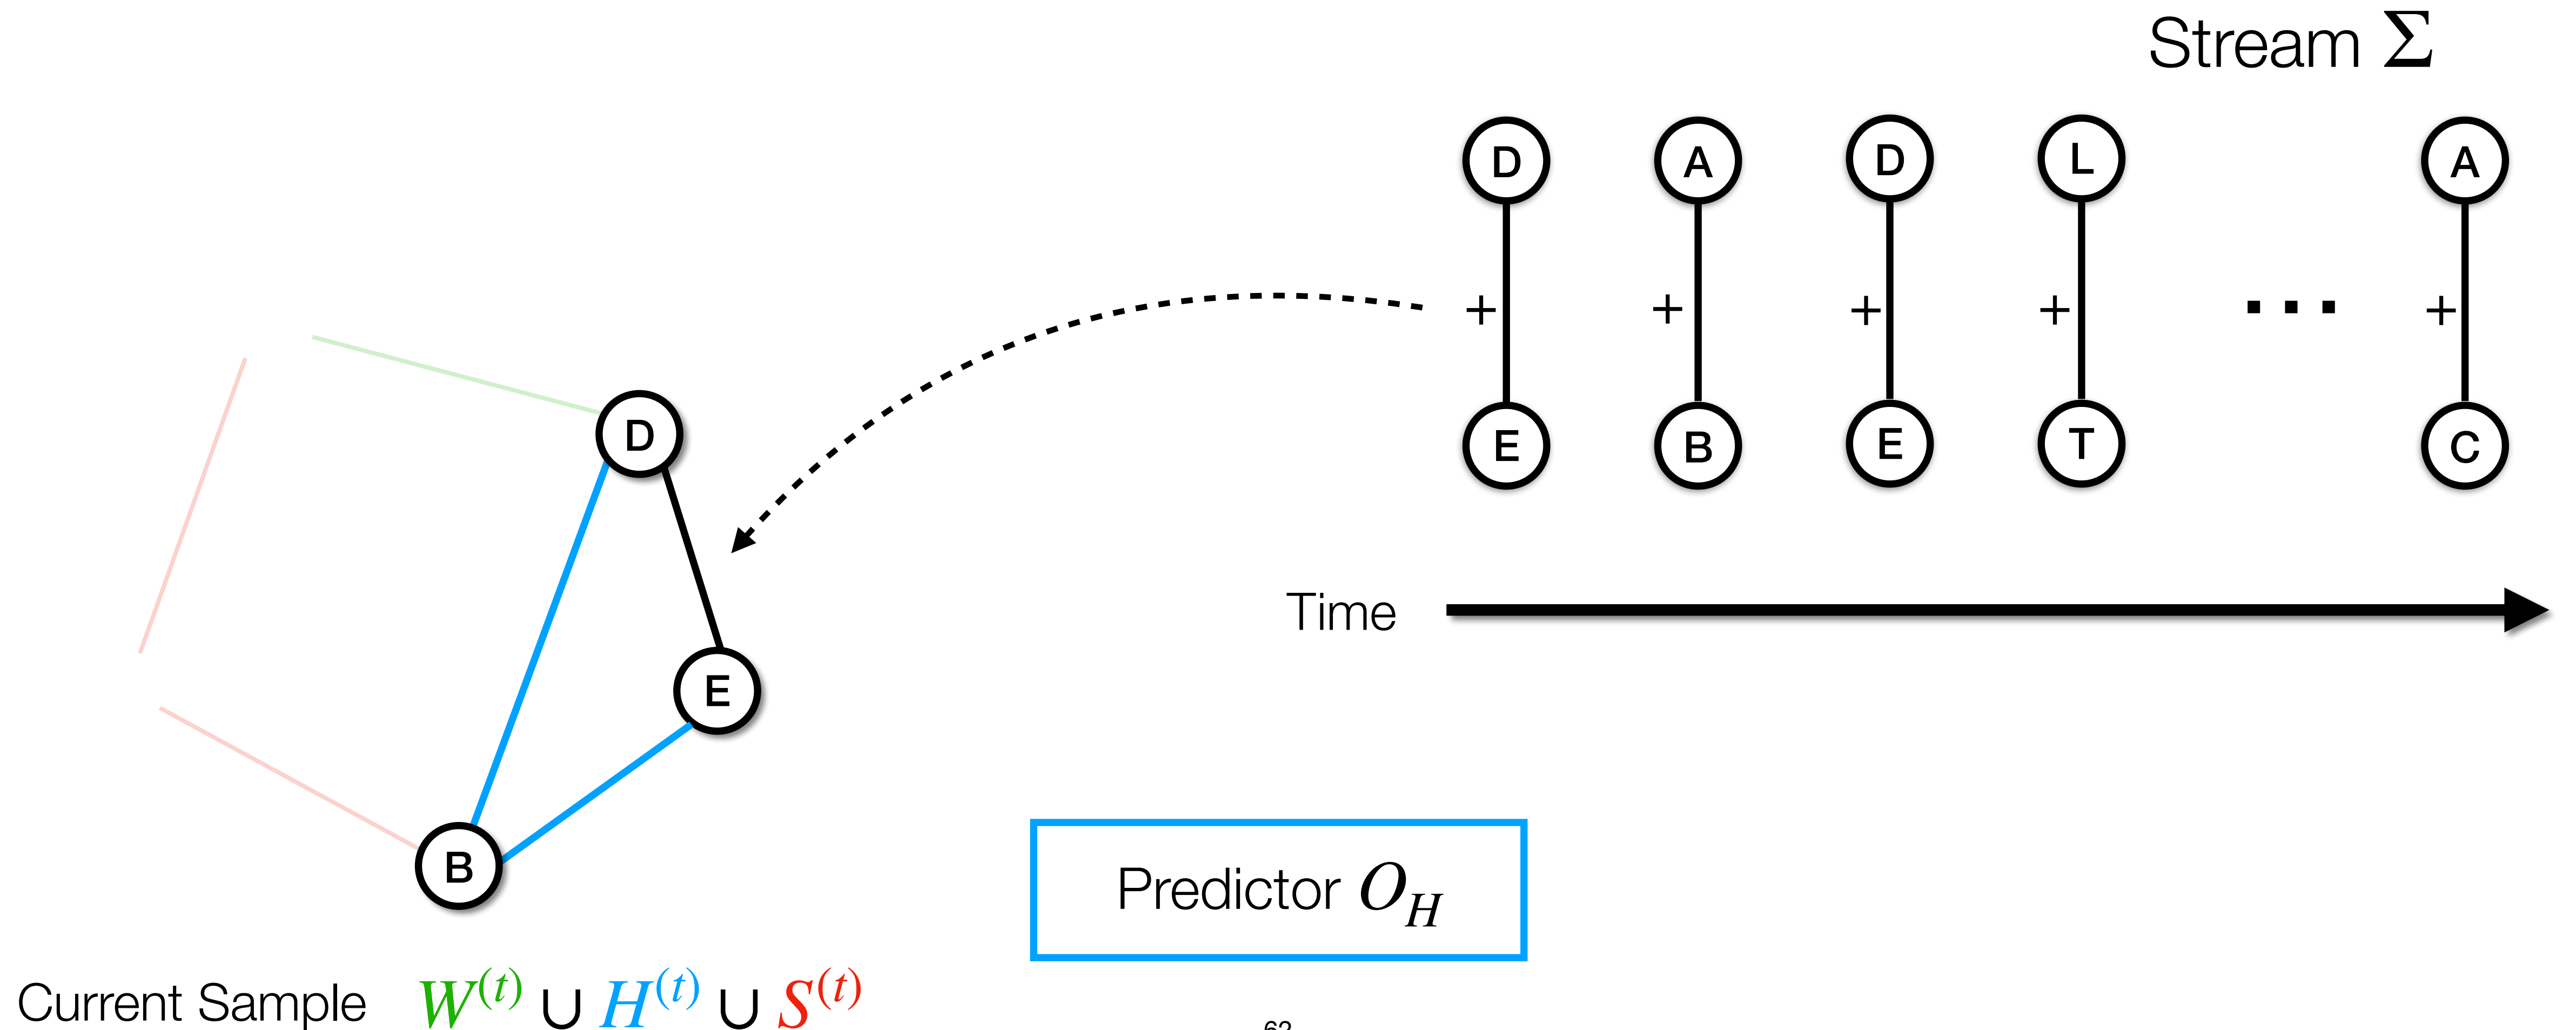 Stream Σ
D A D L A
+ + + + ... +
E B E T C
D
E
B
Time
Predictor O_H
Current Sample W^(t) ∪ H^(t) ∪ S^(t)